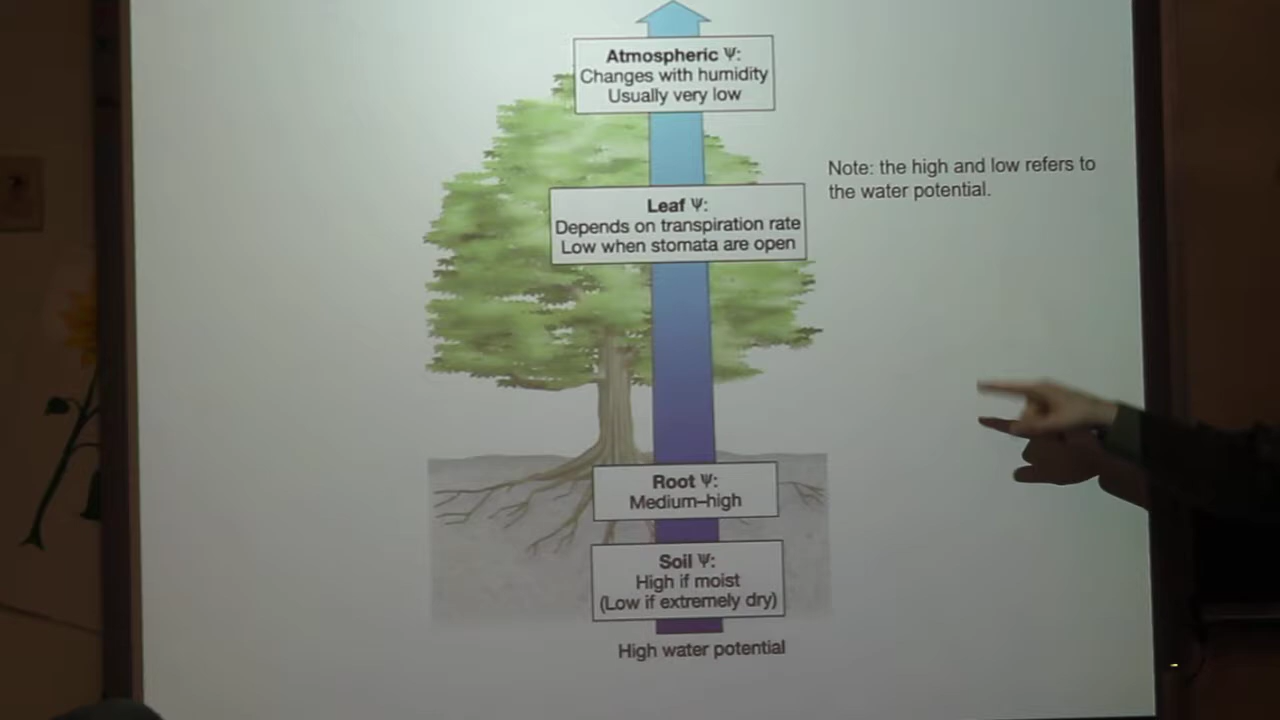 Atmospheric Ψ:
Changes with humidity
Usually very low
Note: the high and low refers to
the water potential.
Leaf Ψ:
Depends on transpiration rate
Low when stomata are open
Root Ψ:
Medium–high
Soil Ψ:
High if moist
(Low if extremely dry)
High water potential